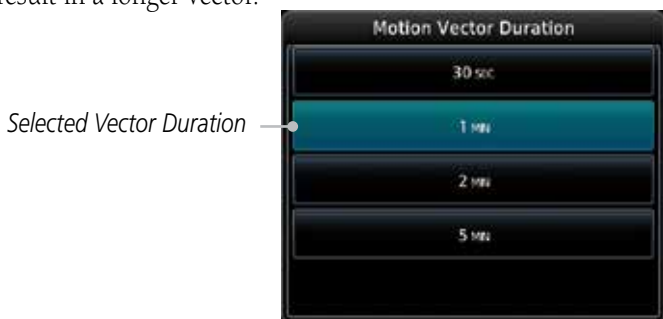 result in a longer vector.
Motion Vector Duration
30 SEC
Selected Vector Duration
1 MIN
2 MIN
5 MIN